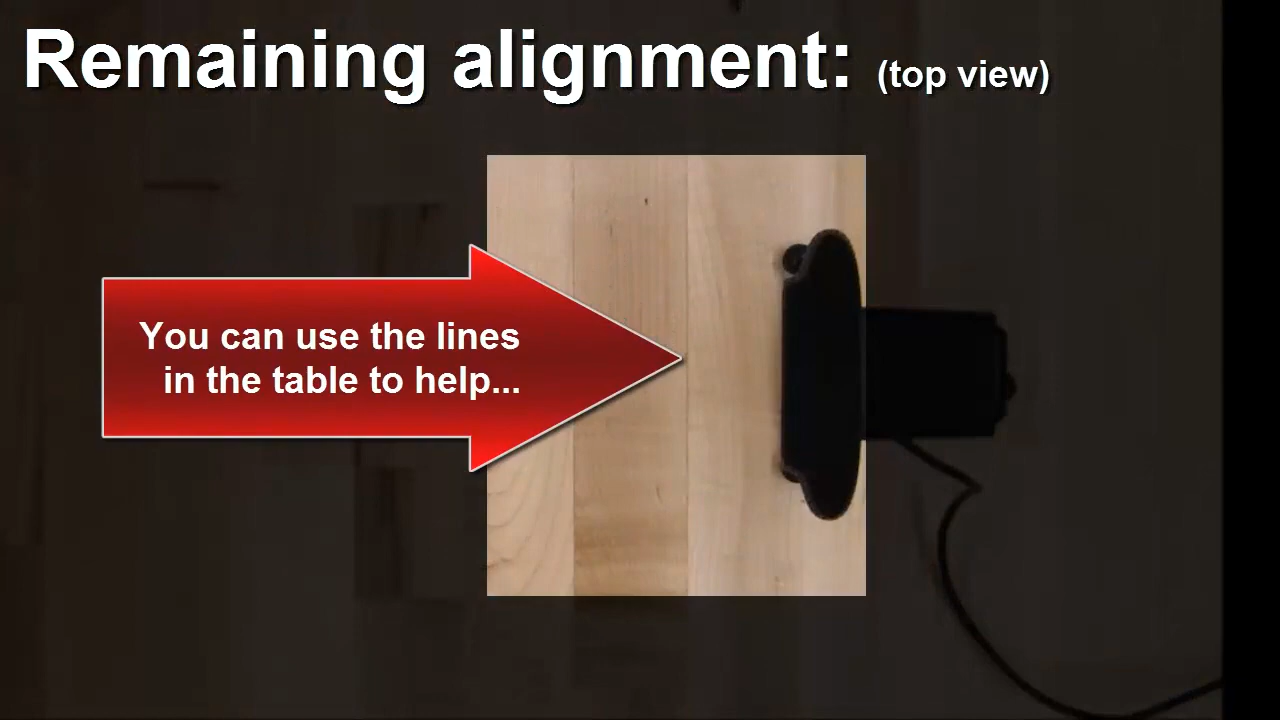 Remaining alignment: (top view)
You can use the lines
in the table to help...